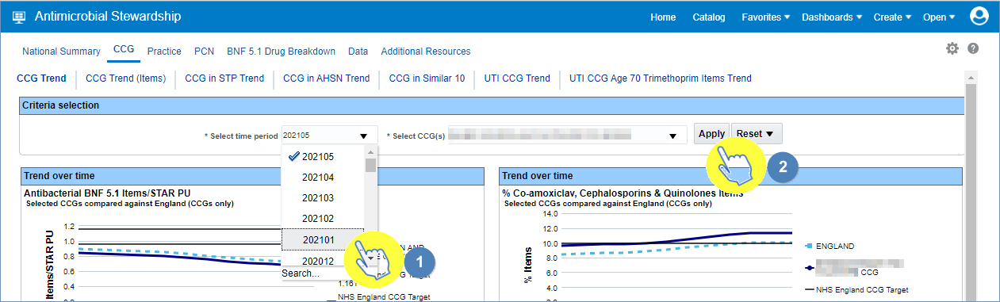 Antimicrobial Stewardship
Home Catalog Favorites Dashboards Create Open
National Summary CCG Practice PCN BNF 5.1 Drug Breakdown Data Additional Resources
CCG Trend CCG Trend (Items) CCG in STP Trend CCG in AHSN Trend CCG in Similar 10 UTI CCG Trend UTI CCG Age 70 Trimethoprim Items Trend
Criteria selection
* Select time period 202105 * Select CCG(s) Apply Reset
202105
202104
202103
202102
202101
202012
Search...
1
2
Trend over time
Antibacterial BNF 5.1 Items/STAR PU
Selected CCGs compared against England (CCGs only)
Items/STAR PU
1.2
1.0
0.8
0.6
0.4
0.2
AND
CCG
Target
1.161
NHS England CCG Target
Trend over time
% Co-amoxiclav, Cephalosporins & Quinolones Items
Selected CCGs compared against England (CCGs only)
% Items
14.0
12.0
10.0
8.0
6.0
4.0
2.0
ENGLAND
CCG
NHS England CCG Target